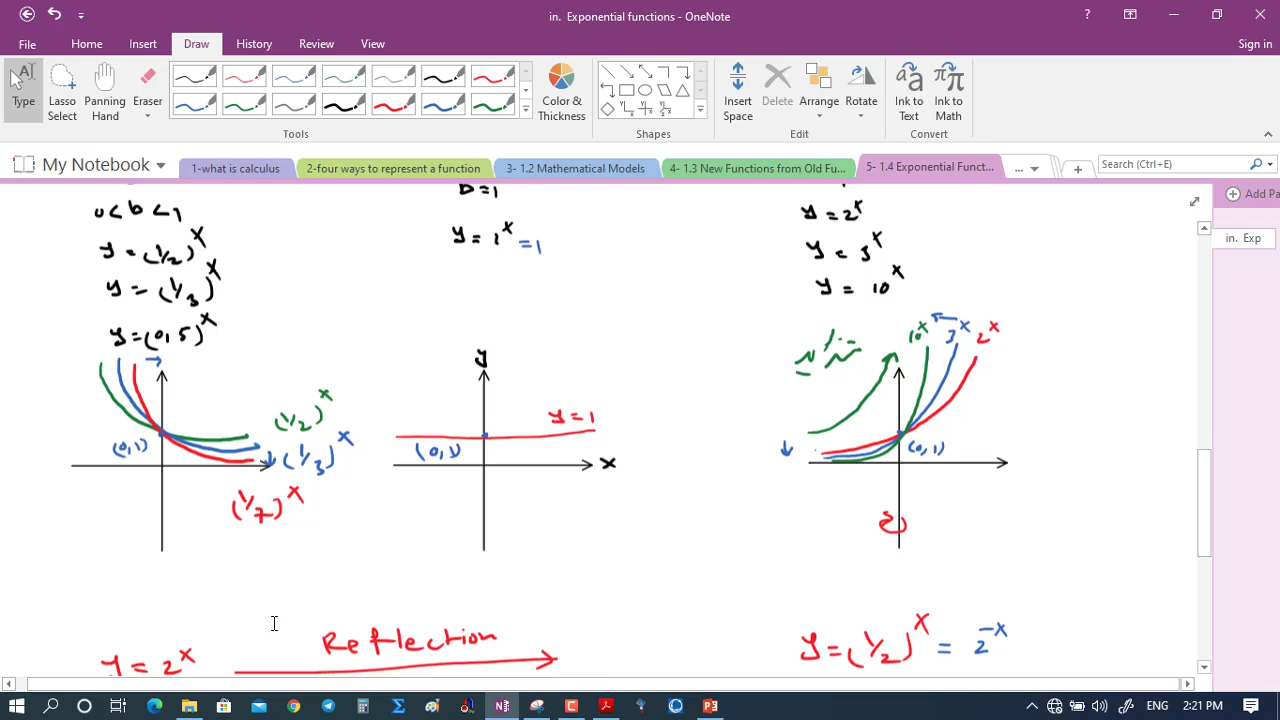 in. Exponential functions - OneNote
File Home Insert Draw History Review View
Sign in
Type
Lasso Select
Panning Hand
Eraser
Color & Thickness
Insert Space
Delete
Arrange
Rotate
Ink to Text
Ink to Math
Tools
Shapes
Edit
Convert
My Notebook
1-what is calculus
2-four ways to represent a function
3- 1.2 Mathematical Models
4- 1.3 New Functions from Old Fu...
5- 1.4 Exponential Funct...
...
Search (Ctrl+E)
Add Pa
in. Exp
0 < b < 1
y = (1/2)^x
y = (1/3)^x
y = (0,5)^x
b = 1
y = 1^x = 1
y = 2^x
y = 3^x
y = 10^x
(0,1)
(1/2)^x
(1/3)^x
(1/7)^x
y
y = 1
(0,1)
x
10^x 3^x 2^x
(0,1)
y = 2^x
Reflection
y = (1/2)^x = 2^-x
ENG
2:21 PM